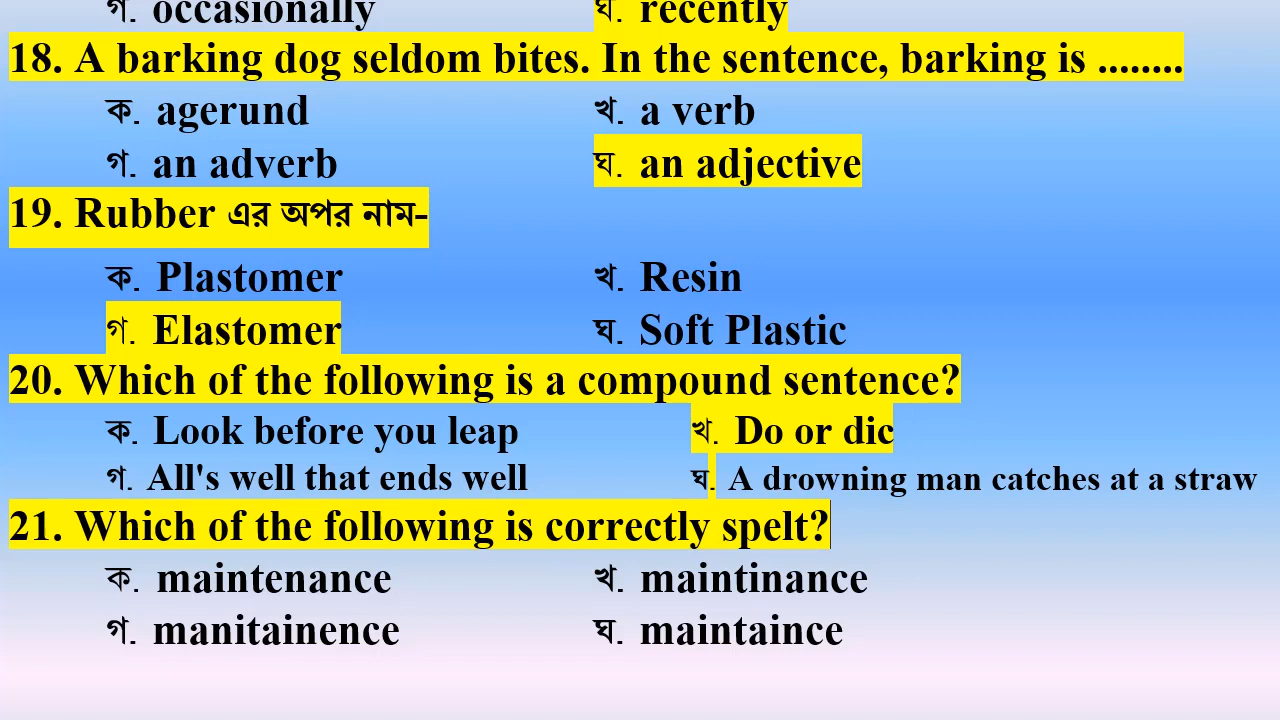 গ. occasionally ঘ. recently
18. A barking dog seldom bites. In the sentence, barking is ........
ক. agerund খ. a verb
গ. an adverb ঘ. an adjective
19. Rubber এর অপর নাম-
ক. Plastomer খ. Resin
গ. Elastomer ঘ. Soft Plastic
20. Which of the following is a compound sentence?
ক. Look before you leap খ. Do or dic
গ. All's well that ends well ঘ. A drowning man catches at a straw
21. Which of the following is correctly spelt?
ক. maintenance খ. maintinance
গ. manitainence ঘ. maintaince